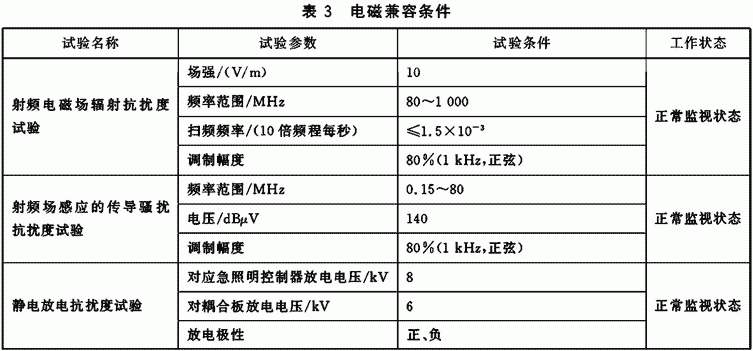 表 3 电磁兼容条件
试验名称 试验参数 试验条件 工作状态
射频电磁场辐射抗扰度
试验
场强/(V/m) 10
频率范围/MHz 80～1 000
扫频频率/(10倍频程每秒) ≤1.5×10⁻³
调制幅度 80%(1 kHz,正弦)
正常监视状态
射频场感应的传导骚扰
抗扰度试验
频率范围/MHz 0.15～80
电压/dBμV 140
调制幅度 80%(1 kHz,正弦)
正常监视状态
静电放电抗扰度试验
对应急照明控制器放电电压/kV 8
对耦合板放电电压/kV 6
放电极性 正、负
正常监视状态